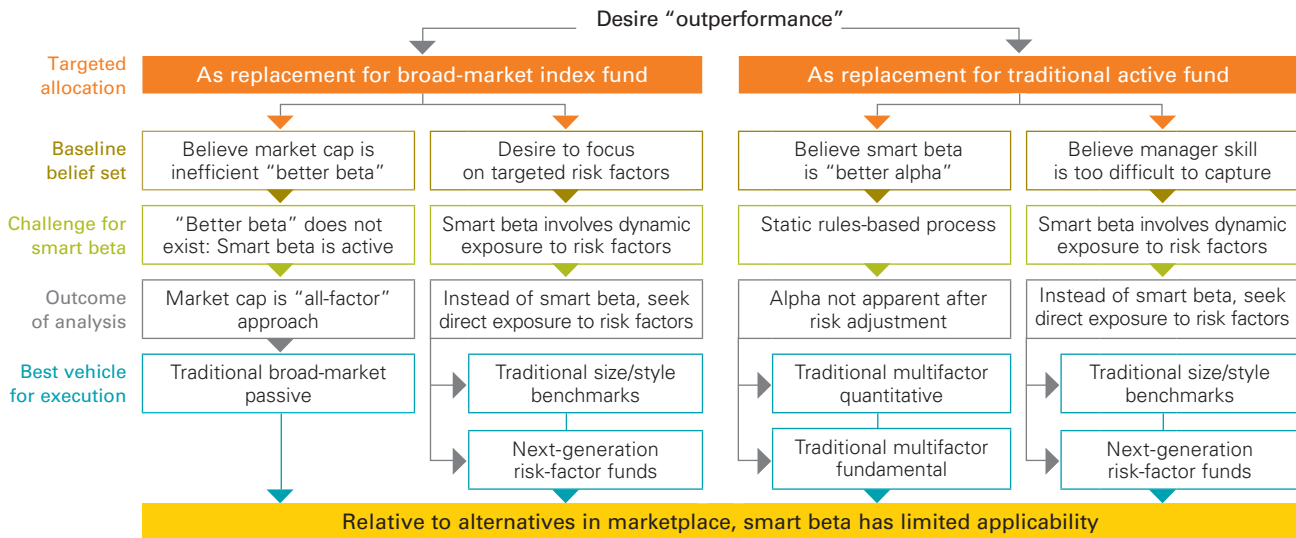 Desire “outperformance”
Targeted
allocation
As replacement for broad-market index fund
As replacement for traditional active fund
Baseline
belief set
Believe market cap is
inefficient “better beta”
Desire to focus
on targeted risk factors
Believe smart beta
is “better alpha”
Believe manager skill
is too difficult to capture
Challenge for
smart beta
“Better beta” does not
exist: Smart beta is active
Smart beta involves dynamic
exposure to risk factors
Static rules-based process
Smart beta involves dynamic
exposure to risk factors
Outcome
of analysis
Market cap is “all-factor”
approach
Instead of smart beta, seek
direct exposure to risk factors
Alpha not apparent after
risk adjustment
Instead of smart beta, seek
direct exposure to risk factors
Best vehicle
for execution
Traditional broad-market
passive
Traditional size/style
benchmarks
Traditional multifactor
quantitative
Traditional size/style
benchmarks
Next-generation
risk-factor funds
Traditional multifactor
fundamental
Next-generation
risk-factor funds
Relative to alternatives in marketplace, smart beta has limited applicability